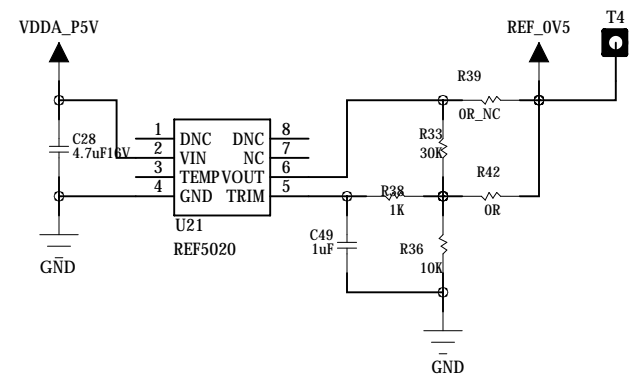 VDDA_P5V
REF_0V5
T4
R39
0R_NC
C28
4.7uF16V
1
DNC
DNC
8
2
VIN
NC
7
3
TEMP
VOUT
6
4
GND
TRIM
5
R33
30K
R42
0R
R38
1K
U21
REF5020
C49
1uF
R36
10K
GND
GND